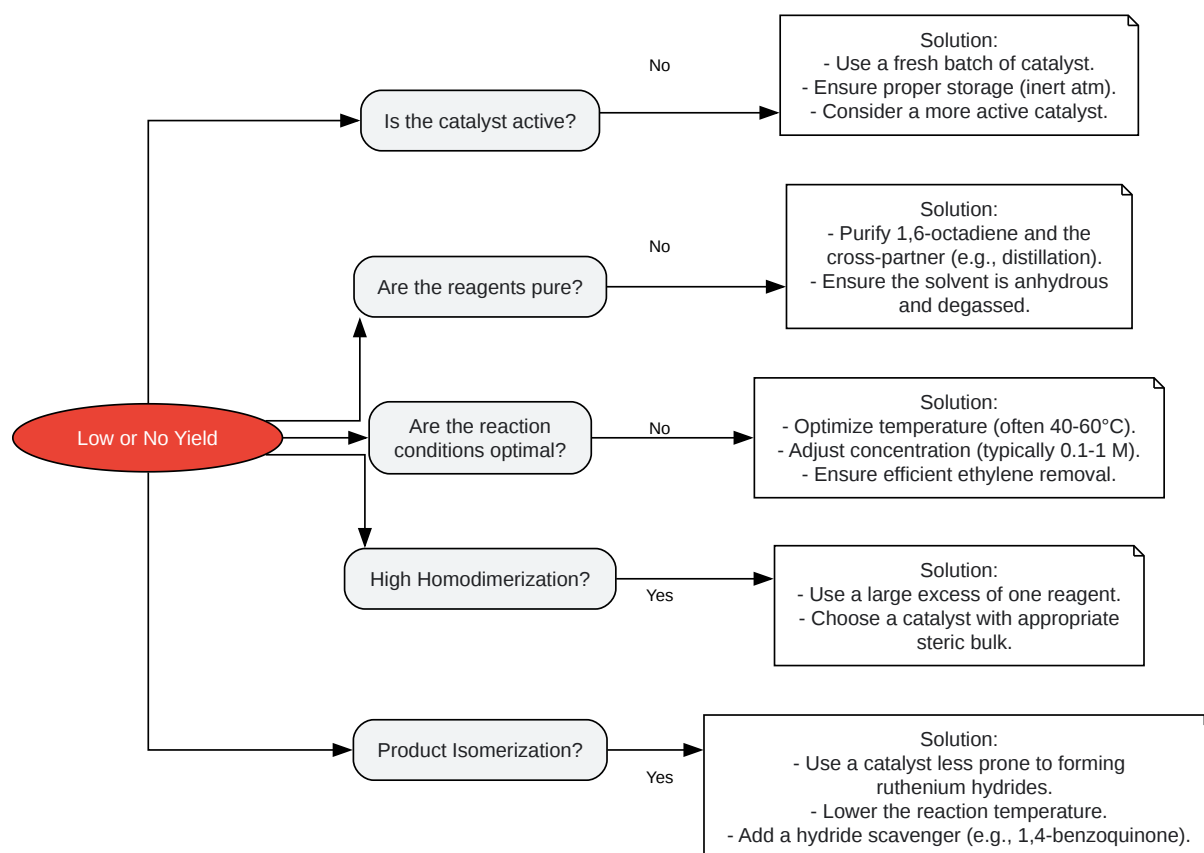 Low or No Yield
Is the catalyst active?
No
Solution:
- Use a fresh batch of catalyst.
- Ensure proper storage (inert atm).
- Consider a more active catalyst.
Are the reagents pure?
No
Solution:
- Purify 1,6-octadiene and the
cross-partner (e.g., distillation).
- Ensure the solvent is anhydrous
and degassed.
Are the reaction
conditions optimal?
No
Solution:
- Optimize temperature (often 40-60°C).
- Adjust concentration (typically 0.1-1 M).
- Ensure efficient ethylene removal.
High Homodimerization?
Yes
Solution:
- Use a large excess of one reagent.
- Choose a catalyst with appropriate
steric bulk.
Product Isomerization?
Yes
Solution:
- Use a catalyst less prone to forming
ruthenium hydrides.
- Lower the reaction temperature.
- Add a hydride scavenger (e.g., 1,4-benzoquinone).